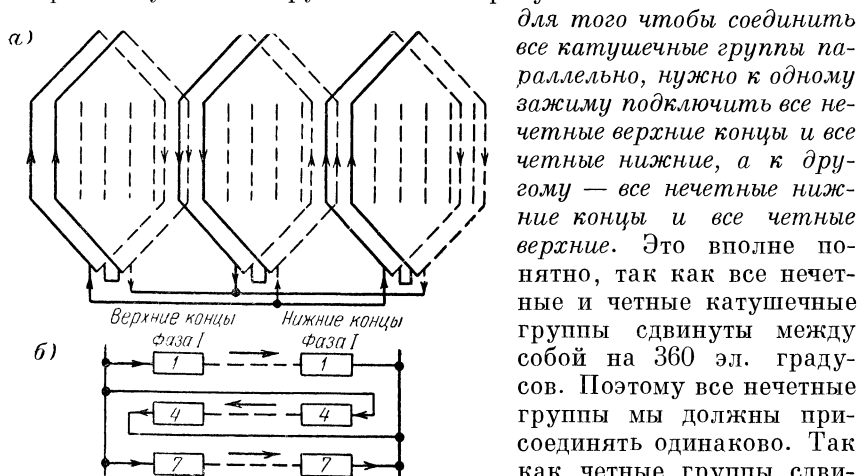 для того чтобы соединить
все катушечные группы па-
раллельно, нужно к одному
зажиму подключить все не-
четные верхние концы и все
четные нижние, а к дру-
гому — все нечетные ниж-
ние концы и все четные
верхние. Это вполне по-
нятно, так как все нечет-
ные и четные катушечные
группы сдвинуты между
собой на 360 эл. граду-
сов. Поэтому все нечетные
группы мы должны при-
соединять одинаково. Так
как четные группы сдви-
а)
Верхние концы
фаза I
Нижние концы
фаза I
б)
1
1
4
4
7
7